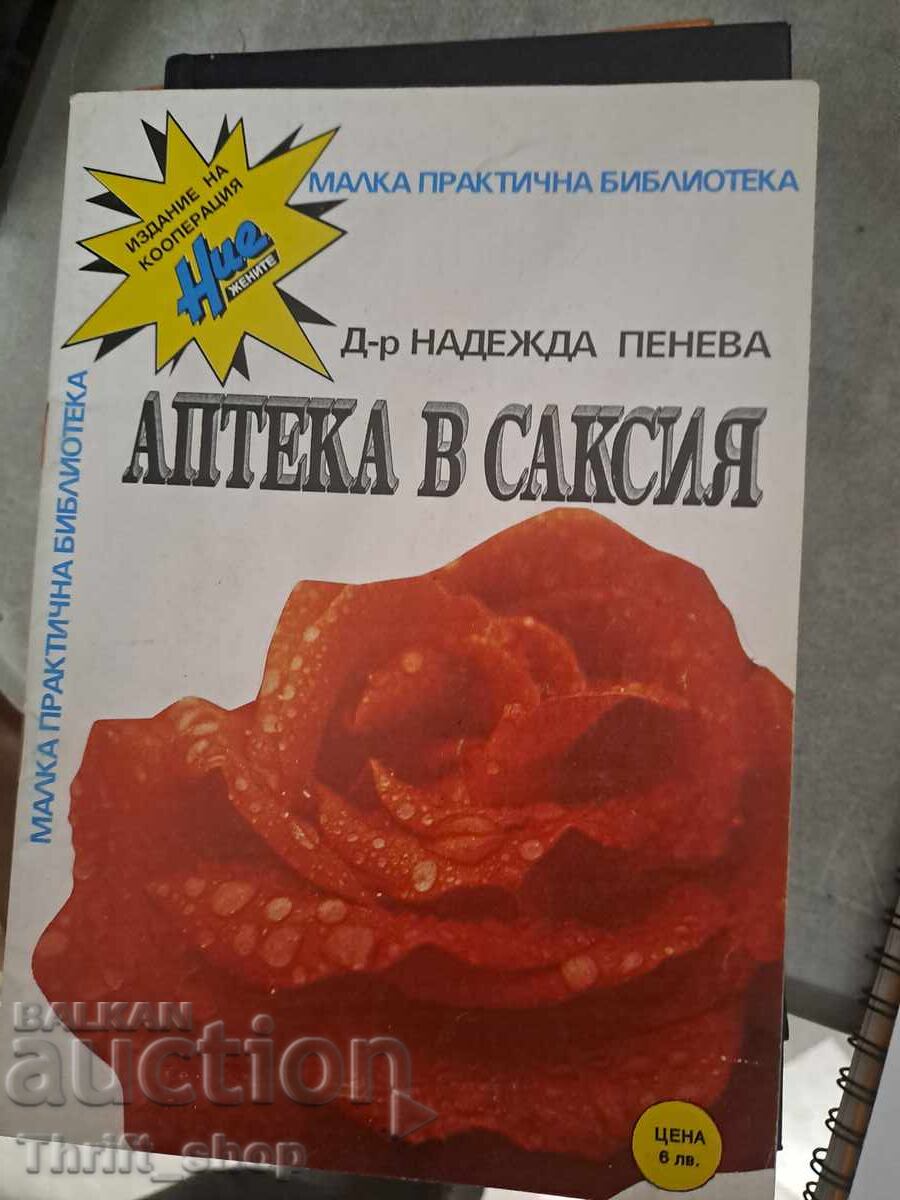 ИЗДАНИЕ НА
КООПЕРАЦИЯ
Ние
ЖЕНИТЕ
МАЛКА ПРАКТИЧНА БИБЛИОТЕКА
Д-р НАДЕЖДА ПЕНЕВА
АПТЕКА В САКСИЯ
МАЛКА ПРАКТИЧНА БИБЛИОТЕКА
ЦЕНА
6 лв.
BALKAN
auction
Thrift_shop